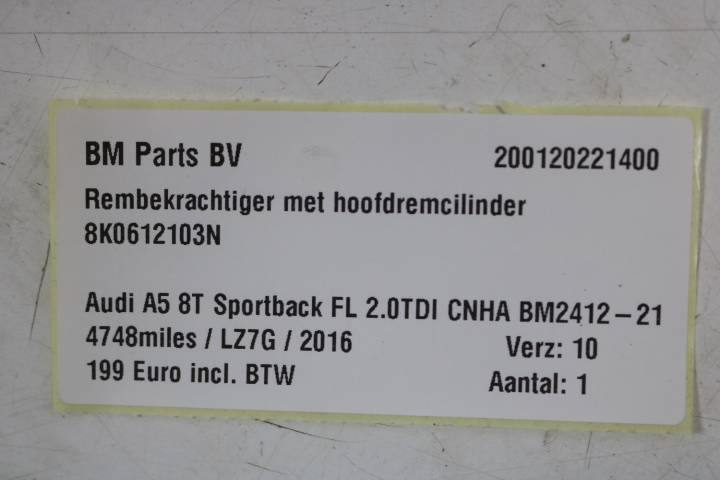 BM Parts BV 200120221400
Rembekrachtiger met hoofdremcilinder
8K0612103N
Audi A5 8T Sportback FL 2.0TDI CNHA BM2412-21
4748miles / LZ7G / 2016 Verz: 10
199 Euro incl. BTW Aantal: 1